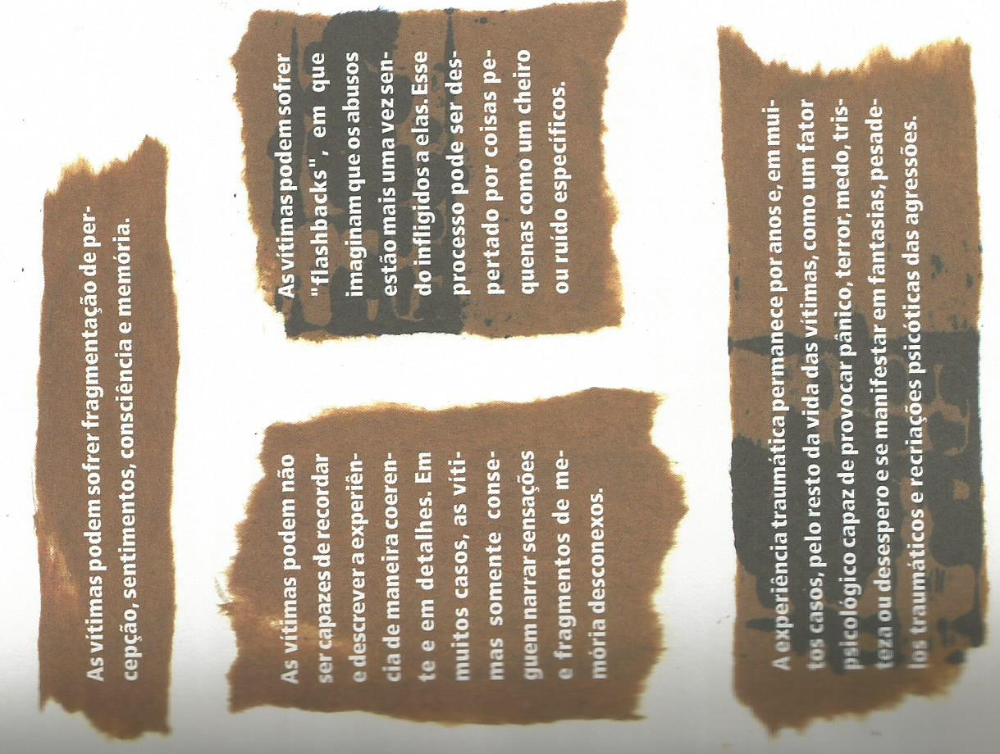 As vítimas podem sofrer fragmentação de per-
cepção, sentimentos, consciência e memória.
As vítimas podem não
ser capazes de recordar
e descrever a experiên-
cia de maneira coeren-
te e em detalhes. Em
muitos casos, as víti-
mas somente conse-
guem narrar sensações
e fragmentos de me-
mória desconexos.
As vítimas podem sofrer
"flashbacks", em que
imaginam que os abusos
estão mais uma vez sen-
do infligidos a elas. Esse
processo pode ser des-
pertado por coisas pe-
quenas como um cheiro
ou ruído específicos.
A experiência traumática permanece por anos e, em mui-
tos casos, pelo resto da vida das vítimas, como um fator
psicológico capaz de provocar pânico, terror, medo, tris-
teza ou desespero e se manifestar em fantasias, pesade-
los traumáticos e recriações psicóticas das agressões.